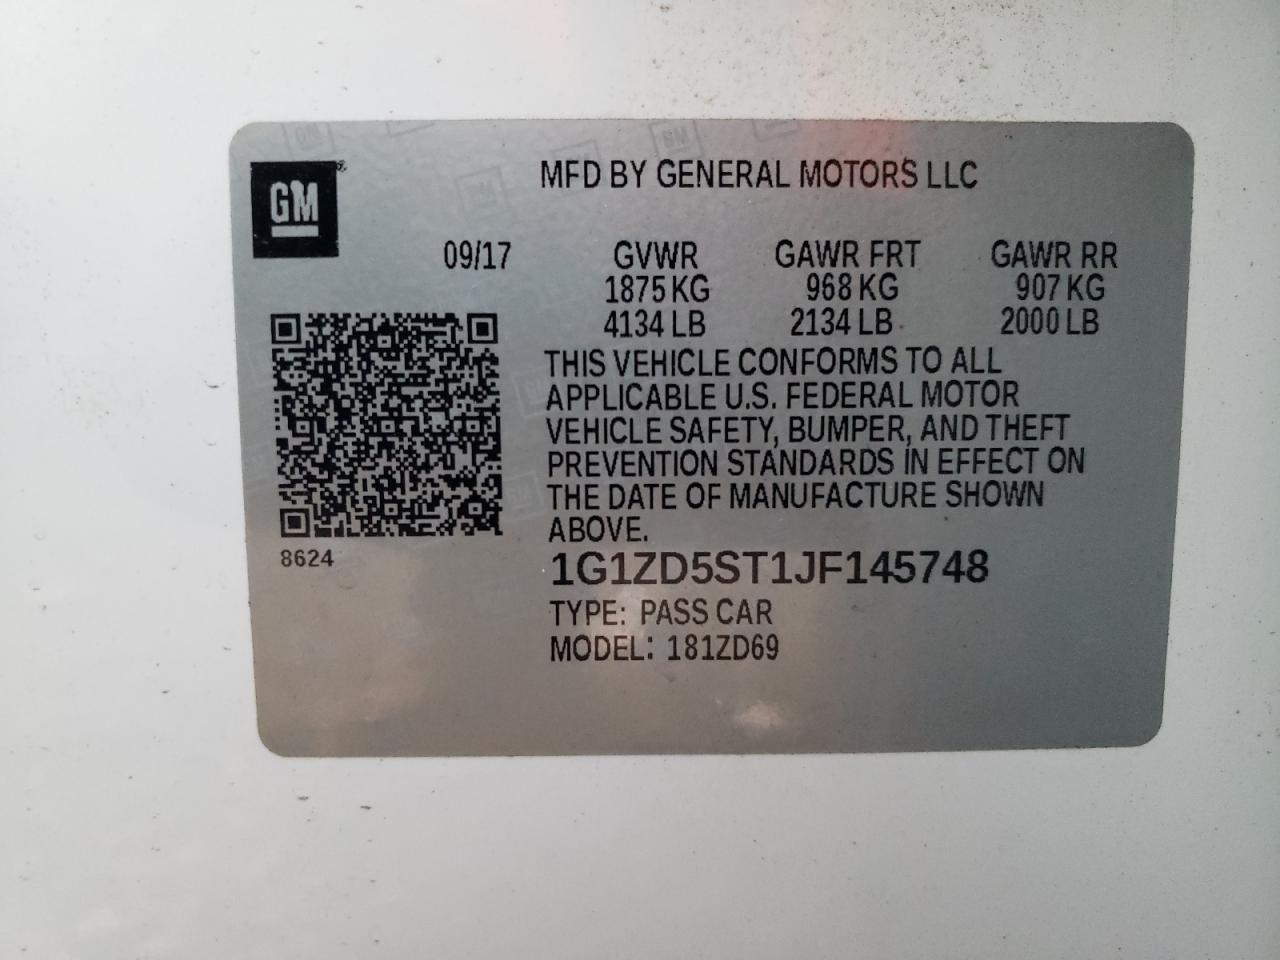 GM
MFD BY GENERAL MOTORS LLC
09/17 GVWR GAWR FRT GAWR RR
1875 KG 968 KG 907 KG
4134 LB 2134 LB 2000 LB
THIS VEHICLE CONFORMS TO ALL
APPLICABLE U.S. FEDERAL MOTOR
VEHICLE SAFETY, BUMPER, AND THEFT
PREVENTION STANDARDS IN EFFECT ON
THE DATE OF MANUFACTURE SHOWN
ABOVE.
8624
1G1ZD5ST1JF145748
TYPE: PASS CAR
MODEL: 181ZD69